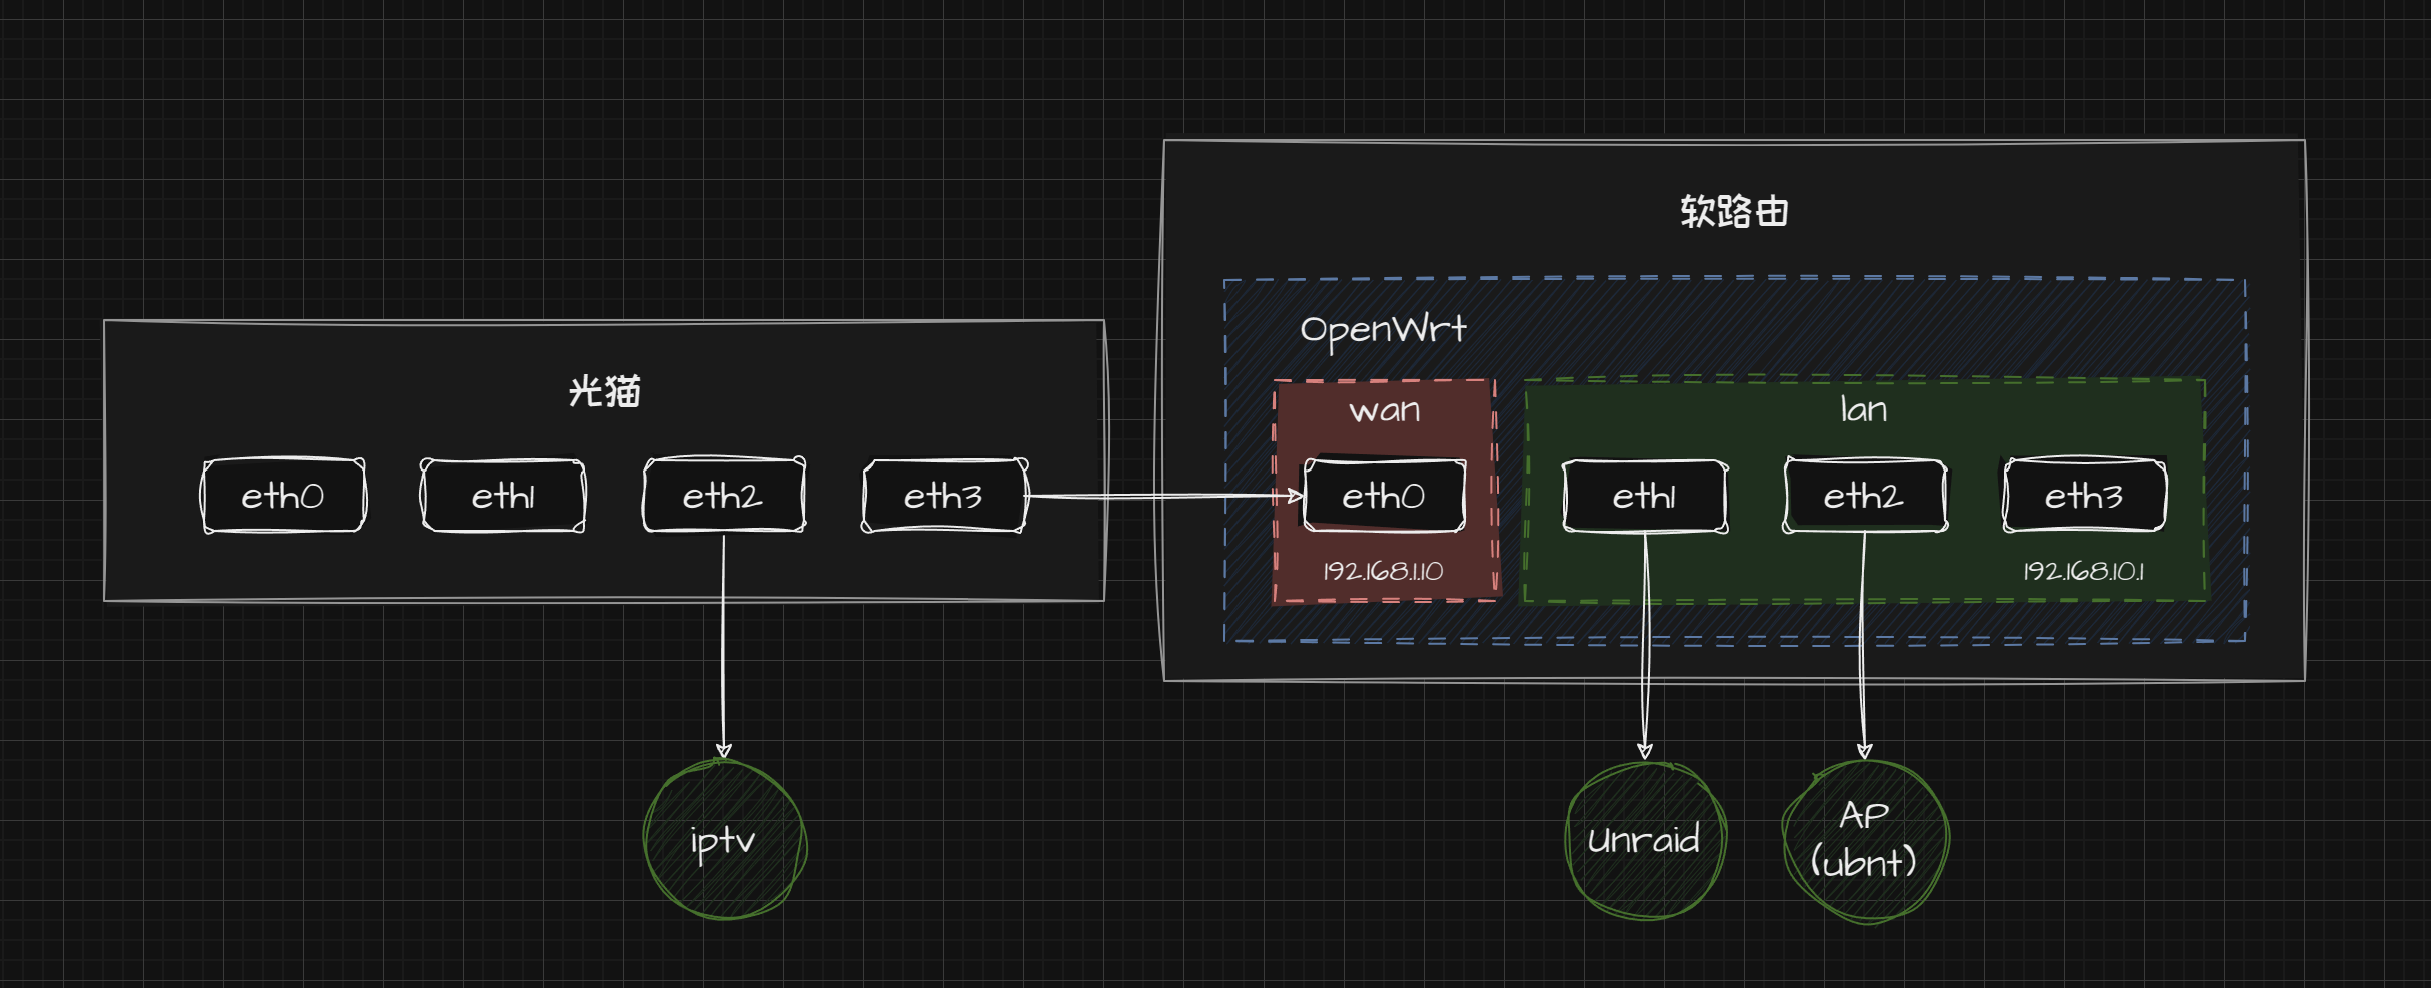 软路由
OpenWrt
光猫
wan
lan
eth0
eth1
eth2
eth3
eth0
eth1
eth2
eth3
192.168.1.10
192.168.10.1
iptv
Unraid
AP
(ubnt)